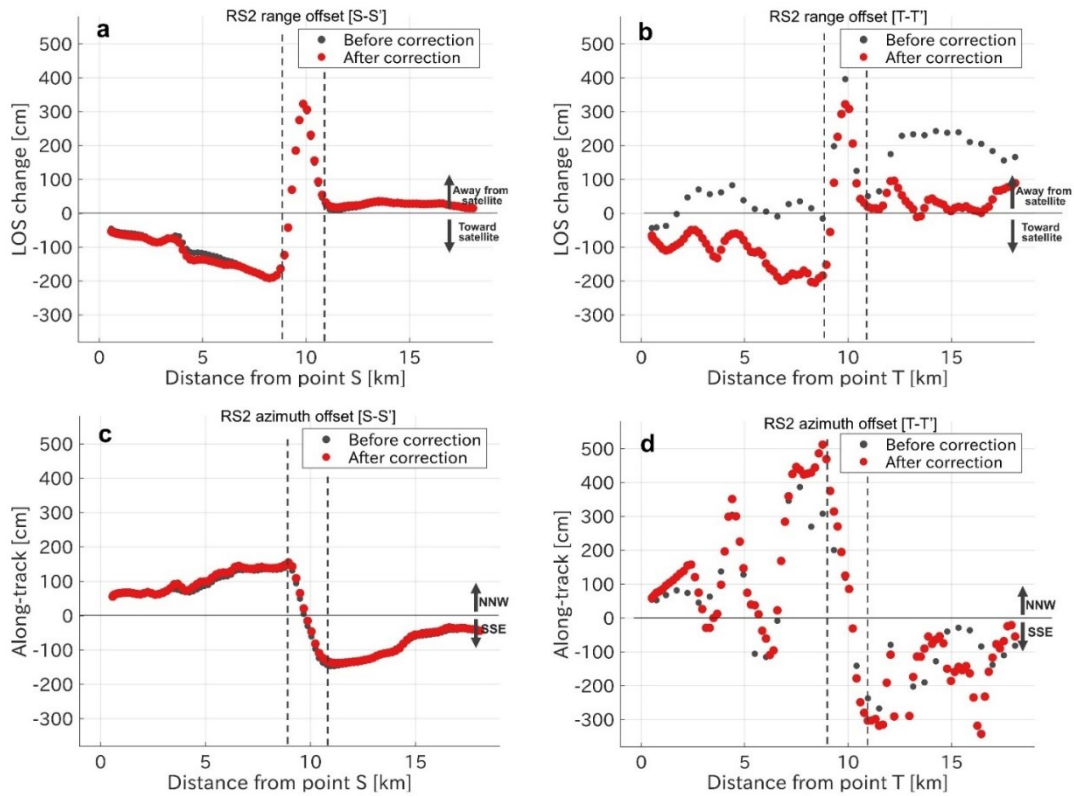 RS2 range offset [S-S']
a
Before correction
After correction
500
400
300
200
100
0
-100
-200
-300
LOS change [cm]
Away from
satellite
Toward
satellite
0
5
10
15
Distance from point S [km]
RS2 range offset [T-T']
b
Before correction
After correction
500
400
300
200
100
0
-100
-200
-300
LOS change [cm]
Away from
satellite
Toward
satellite
0
5
10
15
Distance from point T [km]
RS2 azimuth offset [S-S']
c
Before correction
After correction
500
400
300
200
100
0
-100
-200
-300
Along-track [cm]
NNW
SSE
0
5
10
15
Distance from point S [km]
RS2 azimuth offset [T-T']
d
Before correction
After correction
500
400
300
200
100
0
-100
-200
-300
Along-track [cm]
NNW
SSE
0
5
10
15
Distance from point T [km]